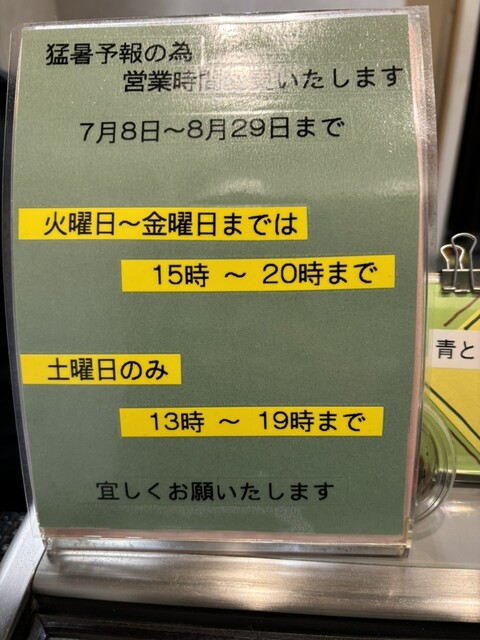 猛暑予報の為
営業時間変更いたします
7月8日〜8月29日まで
火曜日〜金曜日までは
15時 〜 20時まで
土曜日のみ
13時 〜 19時まで
宜しくお願いたします
青と